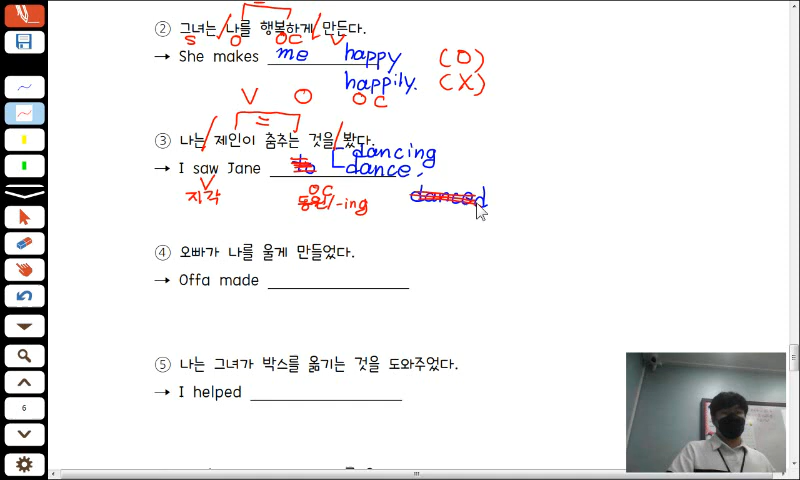 ② 그녀는 / 나를 행복하게 / 만든다.
S O OC V
→ She makes me happy (O)
happily. (X)
V O OC
③ 나는 / 제인이 춤추는 것을 / 봤다.
dancing
→ I saw Jane to dance
V OC
지각 동원/-ing danced
④ 오빠가 나를 울게 만들었다.
→ Offa made
⑤ 나는 그녀가 박스를 옮기는 것을 도와주었다.
→ I helped
6